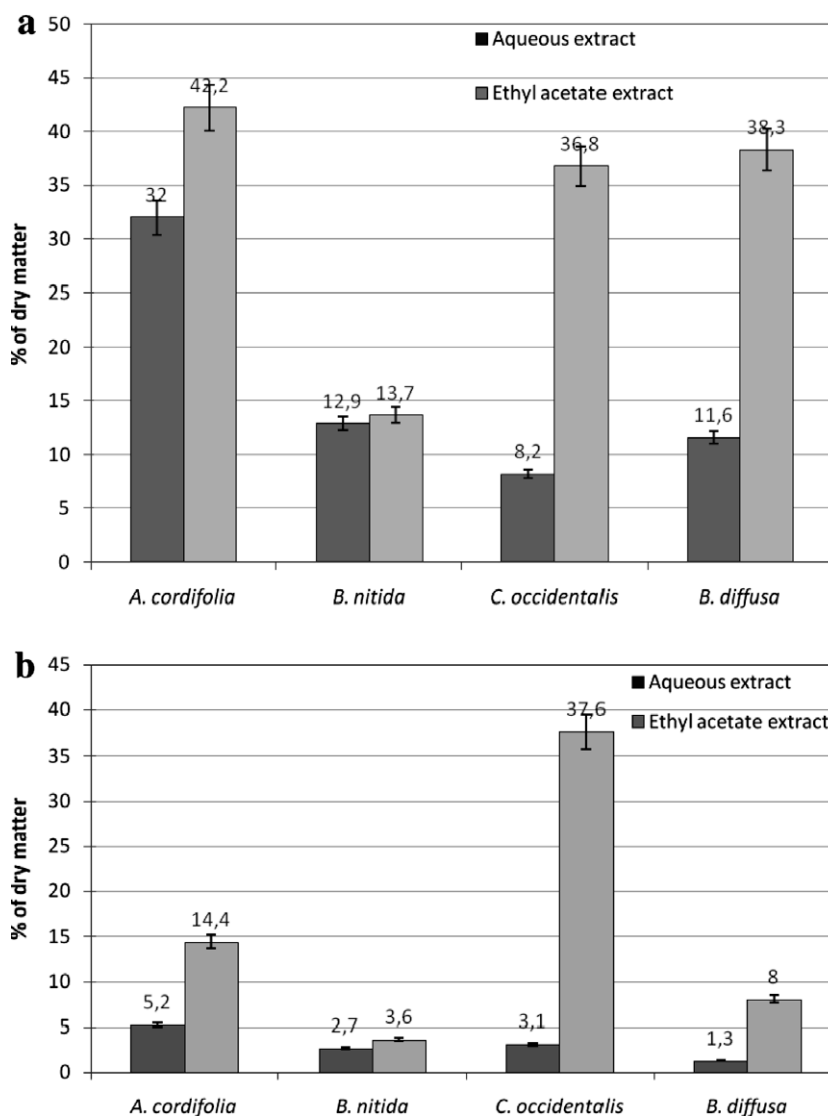 a
50
Aqueous extract
45
42,2
Ethyl acetate extract
40
38,3
36,8
35
32
30
25
20
15
12,9
13,7
11,6
10
8,2
5
0
% of dry matter
A. cordifolia
B. nitida
C. occidentalis
B. diffusa
b
45
Aqueous extract
40
Ethyl acetate extract
37,6
35
30
25
20
15
14,4
10
8
5,2
5
2,7
3,6
3,1
1,3
0
% of dry matter
A. cordifolia
B. nitida
C. occidentalis
B. diffusa